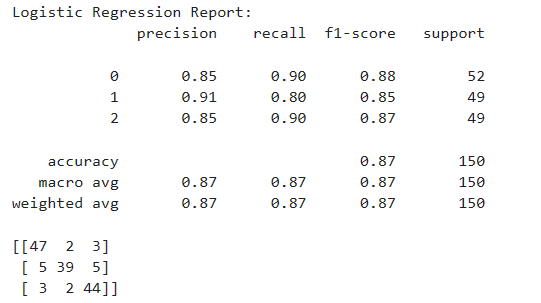 Logistic Regression Report:
precision recall f1-score support
0 0.85 0.90 0.88 52
1 0.91 0.80 0.85 49
2 0.85 0.90 0.87 49
accuracy 0.87 150
macro avg 0.87 0.87 0.87 150
weighted avg 0.87 0.87 0.87 150
[[47 2 3]
[ 5 39 5]
[ 3 2 44]]